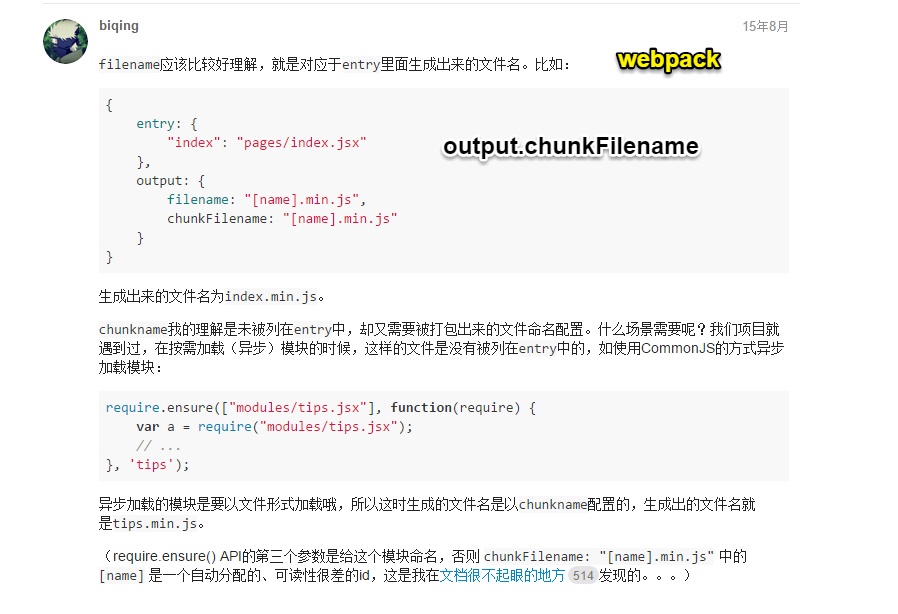 biqing
15年8月
filename应该比较好理解，就是对应于entry里面生成出来的文件名。比如：
webpack
{
    entry: {
        "index": "pages/index.jsx"
    },
output.chunkFilename
    output: {
        filename: "[name].min.js",
        chunkFilename: "[name].min.js"
    }
}
生成出来的文件名为index.min.js。
chunkname我的理解是未被列在entry中，却又需要被打包出来的文件命名配置。什么场景需要呢？我们项目就
遇到过，在按需加载（异步）模块的时候，这样的文件是没有被列在entry中的，如使用CommonJS的方式异步
加载模块：
require.ensure(["modules/tips.jsx"], function(require) {
    var a = require("modules/tips.jsx");
    // ...
}, 'tips');
异步加载的模块是要以文件形式加载哦，所以这时生成的文件名是以chunkname配置的，生成出的文件名就
是tips.min.js。
（require.ensure() API的第三个参数是给这个模块命名，否则 chunkFilename: "[name].min.js" 中的
[name] 是一个自动分配的、可读性很差的id，这是我在文档很不起眼的地方 514 发现的。。。）